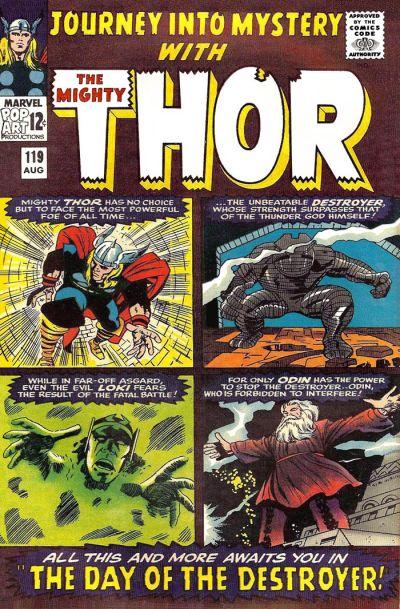 JOURNEY INTO MYSTERY
WITH
THE
MIGHTY
THOR
APPROVED
BY THE
COMICS
CODE
AUTHORITY
MARVEL
POP
ART
PRODUCTIONS
12¢
119
AUG
MIGHTY THOR HAS NO CHOICE
BUT TO FACE THE MOST POWERFUL
FOE OF ALL TIME...
...THE UNBEATABLE DESTROYER,
WHOSE STRENGTH SURPASSES THAT
OF THE THUNDER GOD HIMSELF!
WHILE IN FAR-OFF ASGARD,
EVEN THE EVIL LOKI FEARS
THE RESULT OF THE FATAL BATTLE!
FOR ONLY ODIN HAS THE POWER
TO STOP THE DESTROYER...ODIN,
WHO IS FORBIDDEN TO INTERFERE!
ALL THIS AND MORE AWAITS YOU IN
"THE DAY OF THE DESTROYER!